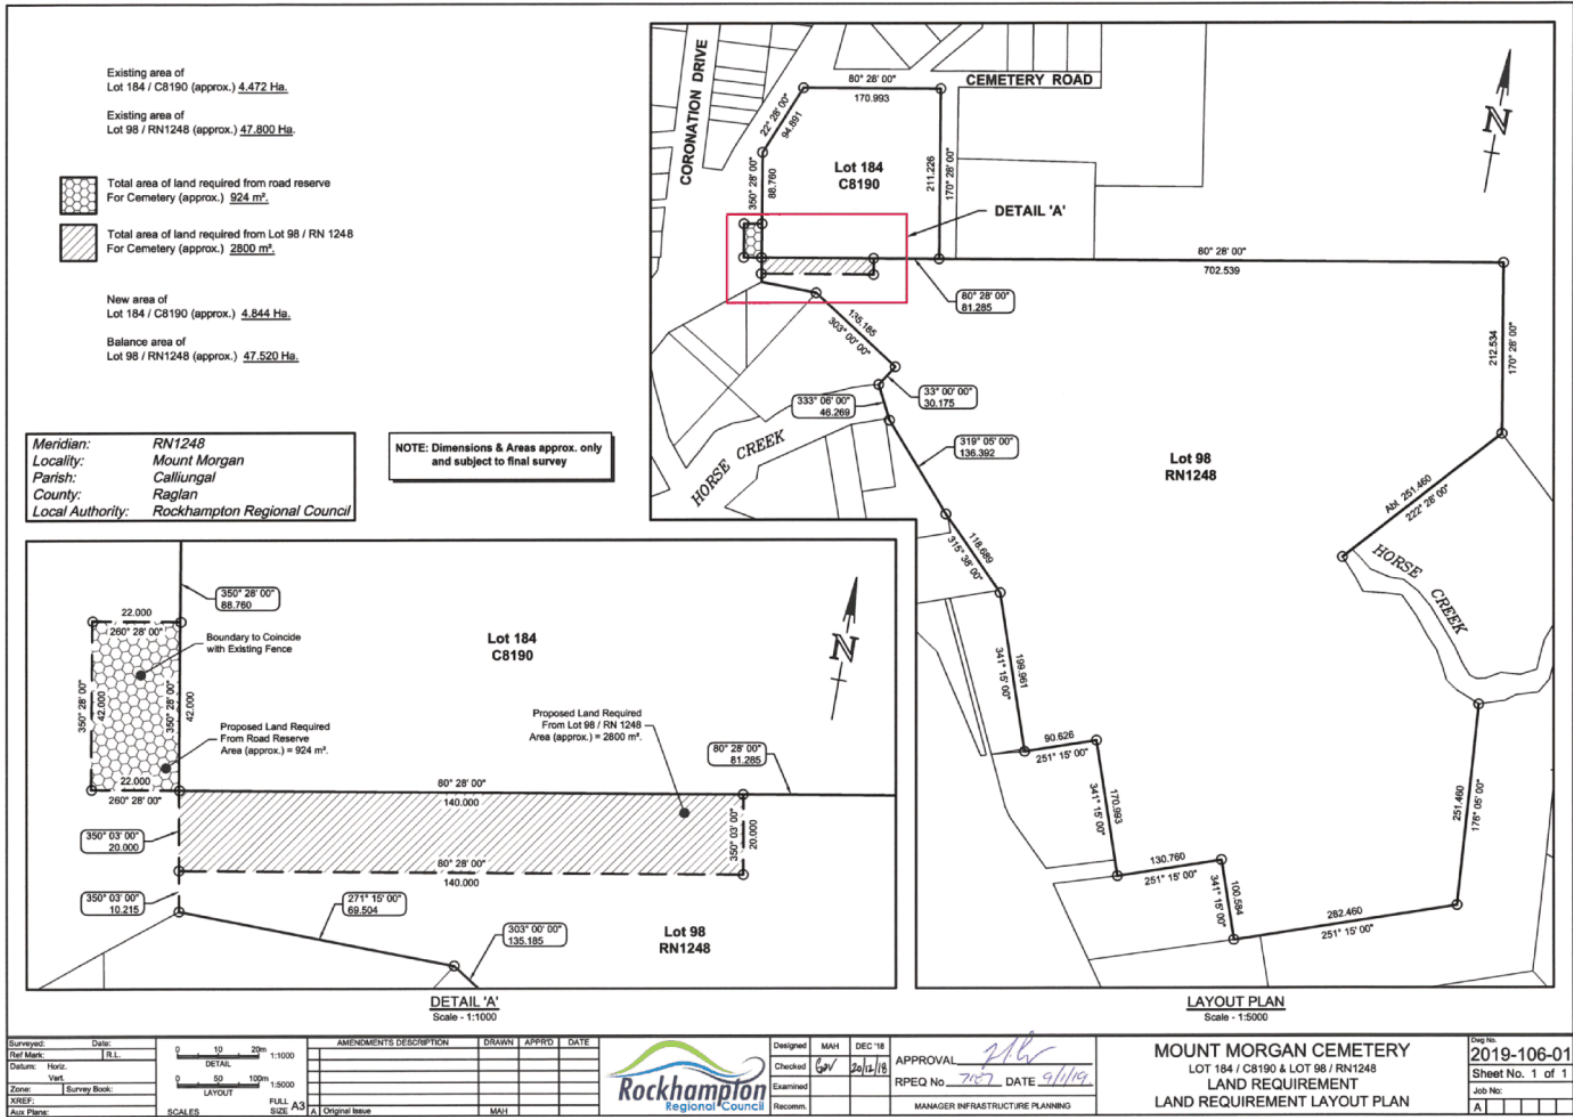 Existing area of
Lot 184 / C8190 (approx.) 4.472 Ha.
Existing area of
Lot 98 / RN1248 (approx.) 47.800 Ha.
Total area of land required from road reserve
For Cemetery (approx.) 924 m².
Total area of land required from Lot 98 / RN 1248
For Cemetery (approx.) 2800 m².
New area of
Lot 184 / C8190 (approx.) 4.844 Ha.
Balance area of
Lot 98 / RN1248 (approx.) 47.520 Ha.
Meridian: RN1248
Locality: Mount Morgan
Parish: Calliungal
County: Raglan
Local Authority: Rockhampton Regional Council
NOTE: Dimensions & Areas approx. only
and subject to final survey
CORONATION DRIVE
CEMETERY ROAD
80° 28' 00"
170.993
22° 28' 00"
94.891
350° 28' 00"
88.760
Lot 184
C8190
211.226
170° 28' 00"
DETAIL 'A'
N
80° 28' 00"
702.539
80° 28' 00"
81.285
135.185
303° 00' 00"
33° 00' 00"
30.175
333° 06' 00"
46.269
319° 05' 00"
136.392
HORSE CREEK
212.534
170° 28' 00"
Lot 98
RN1248
Abt. 251.460
222° 28' 00"
HORSE
CREEK
118.689
315° 38' 00"
199.961
341° 15' 00"
90.626
251° 15' 00"
170.993
341° 15' 00"
130.760
251° 15' 00"
100.584
341° 15' 00"
282.460
251° 15' 00"
251.460
176° 05' 00"
LAYOUT PLAN
Scale - 1:5000
350° 28' 00"
88.760
22.000
260° 28' 00"
Boundary to Coincide
with Existing Fence
350° 28' 00"
42.000
350° 28' 00"
42.000
Lot 184
C8190
N
Proposed Land Required
From Road Reserve
Area (approx.) = 924 m².
Proposed Land Required
From Lot 98 / RN 1248
Area (approx.) = 2800 m².
80° 28' 00"
81.285
22.000
260° 28' 00"
80° 28' 00"
140.000
350° 03' 00"
20.000
350° 03' 00"
20.000
80° 28' 00"
140.000
350° 03' 00"
10.215
271° 15' 00"
69.504
303° 00' 00"
135.185
Lot 98
RN1248
DETAIL 'A'
Scale - 1:1000
Surveyed: Date:
Ref Mark: R.L.
Datum: Horiz.
Vert.
Zone: Survey Book:
XREF:
Aux Plans:
0 10 20m 1:1000
DETAIL
0 50 100m 1:5000
LAYOUT
SCALES
FULL
SIZE A3
AMENDMENTS DESCRIPTION DRAWN APPR'D DATE
A Original Issue MAH
Rockhampton
Regional Council
Designed MAH DEC '18
Checked 20/12/18
Examined
Recomm.
APPROVAL
RPEQ No. 7187 DATE 9/1/19
MANAGER INFRASTRUCTURE PLANNING
MOUNT MORGAN CEMETERY
LOT 184 / C8190 & LOT 98 / RN1248
LAND REQUIREMENT
LAND REQUIREMENT LAYOUT PLAN
Dwg No.
2019-106-01
Sheet No. 1 of 1
Job No:
A